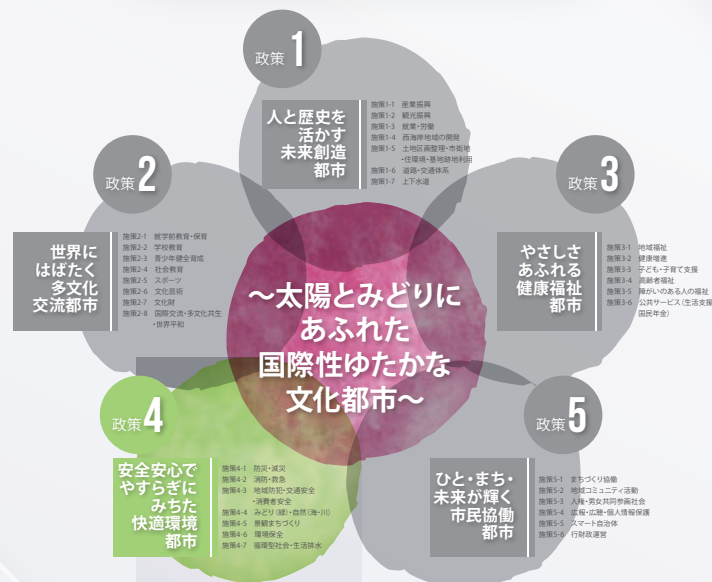 政策1
人と歴史を
活かす
未来創造
都市
施策1-1 産業振興
施策1-2 観光振興
施策1-3 就業・労働
施策1-4 西海岸地域の開発
施策1-5 土地区画整理・市街地
・住環境・基地跡地利用
施策1-6 道路・交通体系
施策1-7 上下水道
政策2
世界に
はばたく
多文化
交流都市
施策2-1 就学前教育・保育
施策2-2 学校教育
施策2-3 青少年健全育成
施策2-4 社会教育
施策2-5 スポーツ
施策2-6 文化芸術
施策2-7 文化財
施策2-8 国際交流・多文化共生
・世界平和
政策3
やさしさ
あふれる
健康福祉
都市
施策3-1 地域福祉
施策3-2 健康増進
施策3-3 子ども・子育て支援
施策3-4 高齢者福祉
施策3-5 障がいのある人の福祉
施策3-6 公共サービス(生活支援
国民年金)
〜太陽とみどりに
あふれた
国際性ゆたかな
文化都市〜
政策4
安全安心で
やすらぎに
みちた
快適環境
都市
施策4-1 防災・減災
施策4-2 消防・救急
施策4-3 地域防犯・交通安全
・消費者安全
施策4-4 みどり(緑)・自然(海・川)
施策4-5 景観まちづくり
施策4-6 環境保全
施策4-7 循環型社会・生活排水
政策5
ひと・まち・
未来が輝く
市民協働
都市
施策5-1 まちづくり協働
施策5-2 地域コミュニティ活動
施策5-3 人権・男女共同参画社会
施策5-4 広報・広聴・個人情報保護
施策5-5 スマート自治体
施策5-6 行財政運営